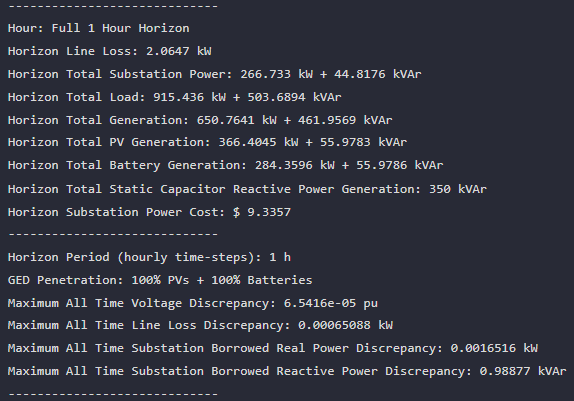 -----------------------------
Hour: Full 1 Hour Horizon
Horizon Line Loss: 2.0647 kW
Horizon Total Substation Power: 266.733 kW + 44.8176 kVAr
Horizon Total Load: 915.436 kW + 503.6894 kVAr
Horizon Total Generation: 650.7641 kW + 461.9569 kVAr
Horizon Total PV Generation: 366.4045 kW + 55.9783 kVAr
Horizon Total Battery Generation: 284.3596 kW + 55.9786 kVAr
Horizon Total Static Capacitor Reactive Power Generation: 350 kVAr
Horizon Substation Power Cost: $ 9.3357
-----------------------------
Horizon Period (hourly time-steps): 1 h
GED Penetration: 100% PVs + 100% Batteries
Maximum All Time Voltage Discrepancy: 6.5416e-05 pu
Maximum All Time Line Loss Discrepancy: 0.00065088 kW
Maximum All Time Substation Borrowed Real Power Discrepancy: 0.0016516 kW
Maximum All Time Substation Borrowed Reactive Power Discrepancy: 0.98877 kVAr
-----------------------------